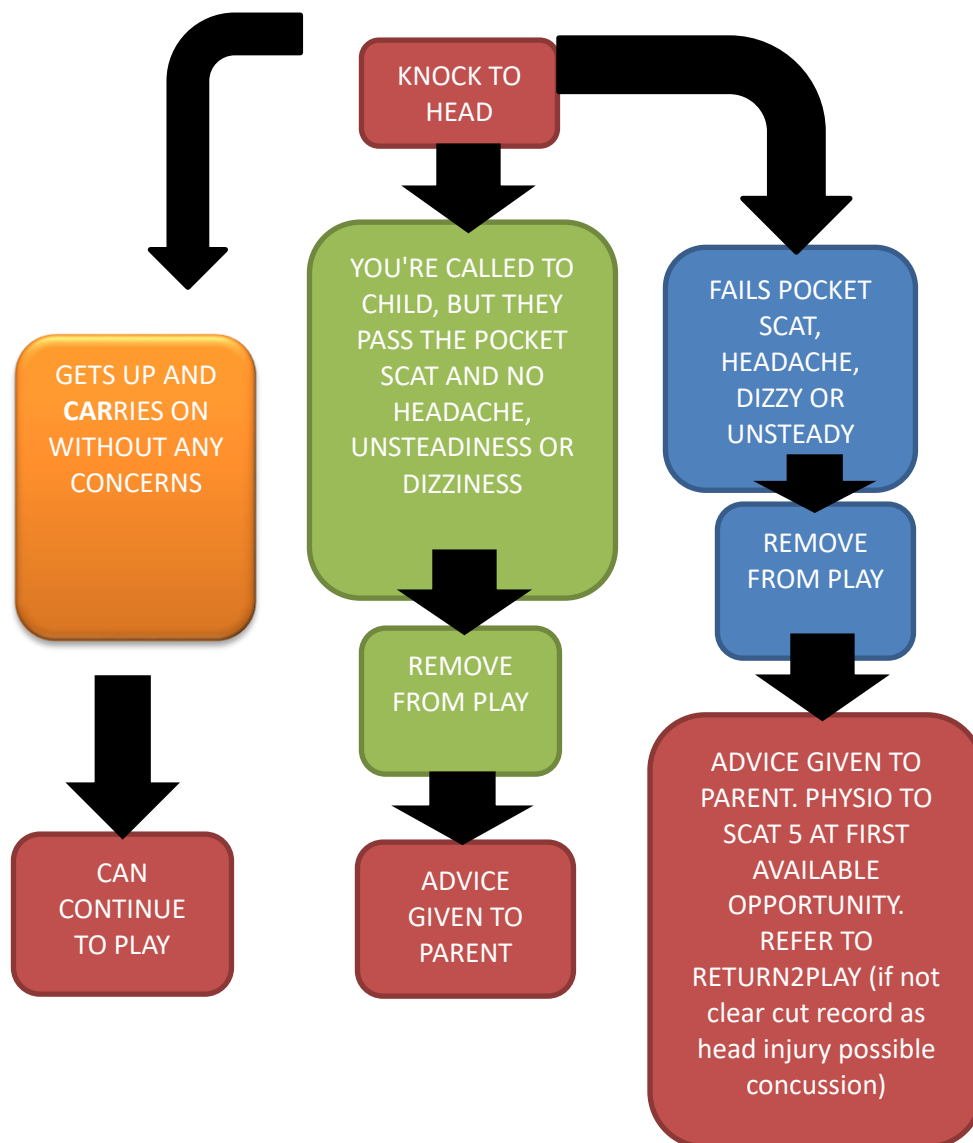 KNOCK TO
HEAD
GETS UP AND
CARRIES ON
WITHOUT ANY
CONCERNS
CAN
CONTINUE
TO PLAY
YOU'RE CALLED TO
CHILD, BUT THEY
PASS THE POCKET
SCAT AND NO
HEADACHE,
UNSTEADINESS OR
DIZZINESS
REMOVE
FROM PLAY
ADVICE
GIVEN TO
PARENT
FAILS POCKET
SCAT,
HEADACHE,
DIZZY OR
UNSTEADY
REMOVE
FROM PLAY
ADVICE GIVEN TO
PARENT. PHYSIO TO
SCAT 5 AT FIRST
AVAILABLE
OPPORTUNITY.
REFER TO
RETURN2PLAY (if not
clear cut record as
head injury possible
concussion)